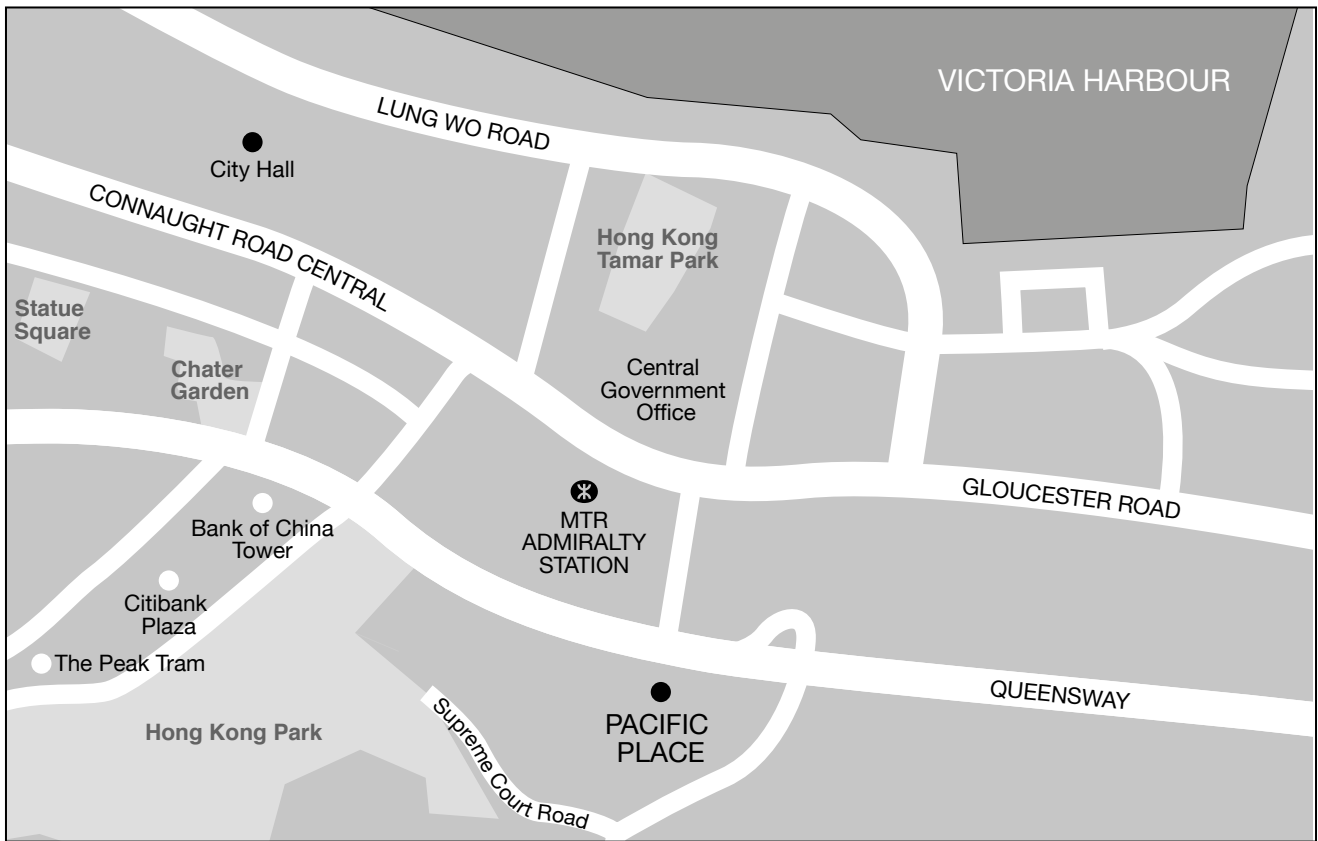 VICTORIA HARBOUR
LUNG WO ROAD
City Hall
CONNAUGHT ROAD CENTRAL
Hong Kong
Tamar Park
Statue
Square
Chater
Garden
Central
Government
Office
GLOUCESTER ROAD
MTR
ADMIRALTY
STATION
Bank of China
Tower
Citibank
Plaza
The Peak Tram
Hong Kong Park
Supreme Court Road
PACIFIC
PLACE
QUEENSWAY